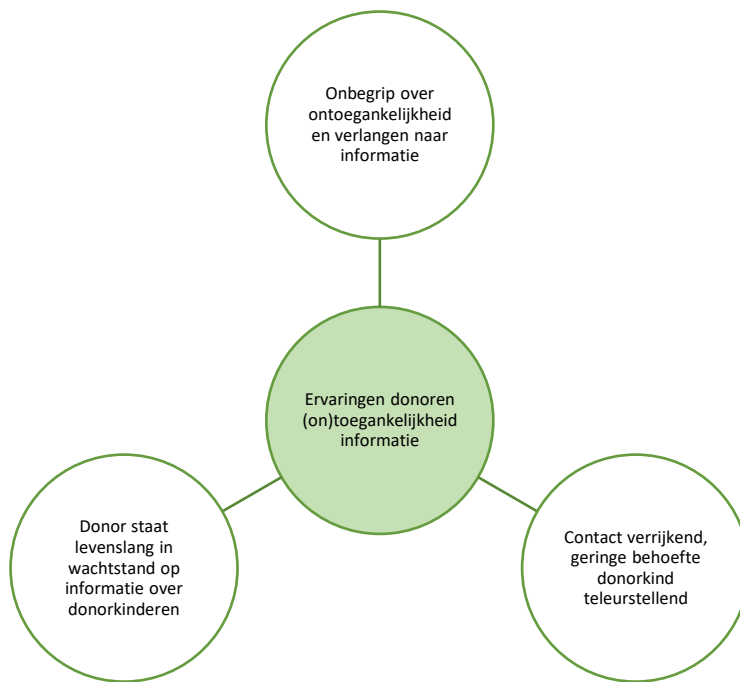 Onbegrip over
ontoegankelijkheid
en verlangen naar
informatie
Ervaringen donoren
(on)toegankelijkheid
informatie
Donor staat
levenslang in
wachtstand op
informatie over
donorkinderen
Contact verrijkend,
geringe behoefte
donorkind
teleurstellend